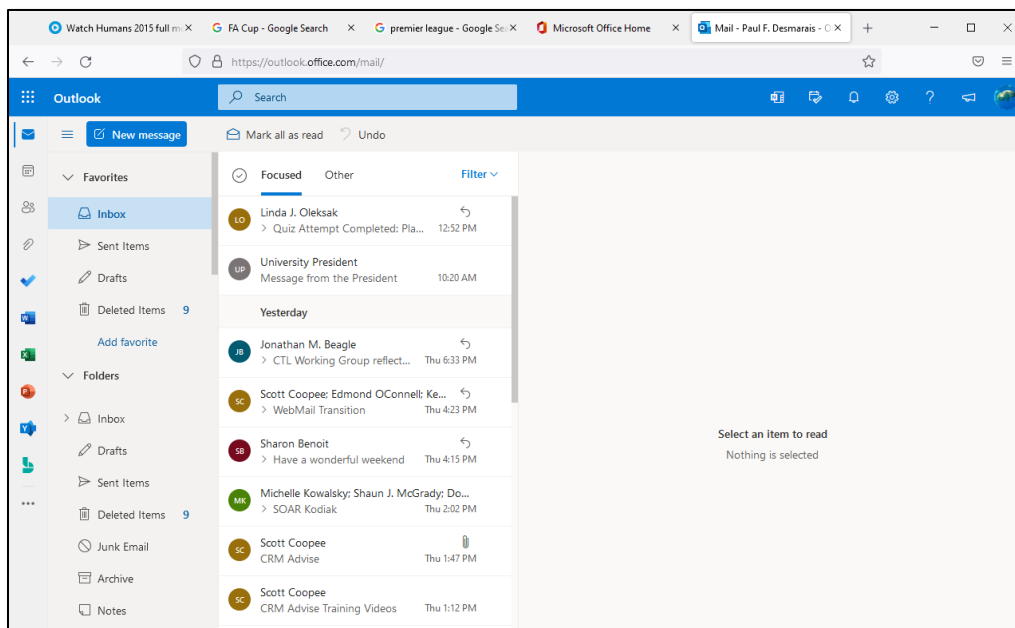 Watch Humans 2015 full m
FA Cup - Google Search
premier league - Google Se
Microsoft Office Home
Mail - Paul F. Desmarais - O
https://outlook.office.com/mail/
Outlook
Search
New message
Mark all as read
Undo
Favorites
Inbox
Sent Items
Drafts
Deleted Items 9
Add favorite
Folders
Inbox
Drafts
Sent Items
Deleted Items 9
Junk Email
Archive
Notes
Focused Other Filter
LO
Linda J. Oleksak
Quiz Attempt Completed: Pla... 12:52 PM
UP
University President
Message from the President 10:20 AM
Yesterday
JB
Jonathan M. Beagle
CTL Working Group reflect... Thu 6:33 PM
SC
Scott Coopee; Edmond OConnell; Ke...
WebMail Transition Thu 4:23 PM
SB
Sharon Benoit
Have a wonderful weekend Thu 4:15 PM
MK
Michelle Kowalsky; Shaun J. McGrady; Do...
SOAR Kodiak Thu 2:02 PM
SC
Scott Coopee
CRM Advise Thu 1:47 PM
SC
Scott Coopee
CRM Advise Training Videos Thu 1:12 PM
Select an item to read
Nothing is selected